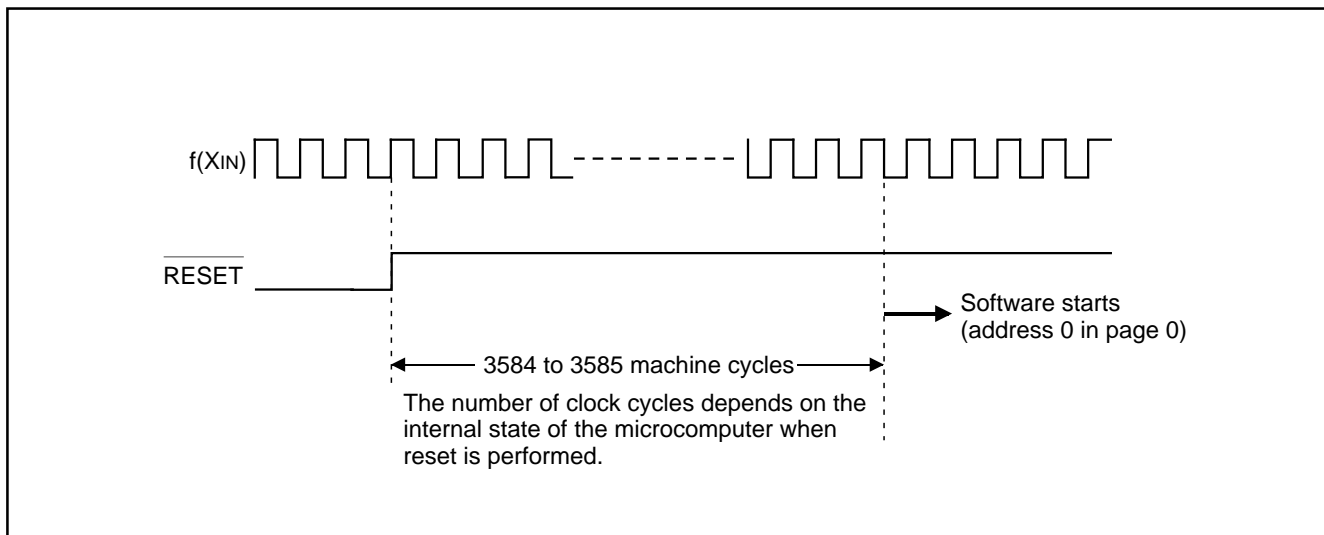 f(XIN)
RESET
Software starts
(address 0 in page 0)
3584 to 3585 machine cycles
The number of clock cycles depends on the
internal state of the microcomputer when
reset is performed.